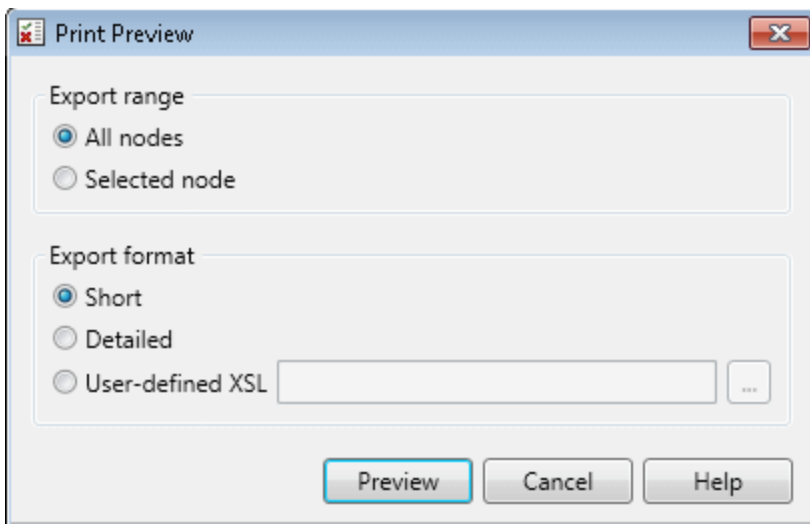 Print Preview
Export range
All nodes
Selected node
Export format
Short
Detailed
User-defined XSL ...
Preview Cancel Help